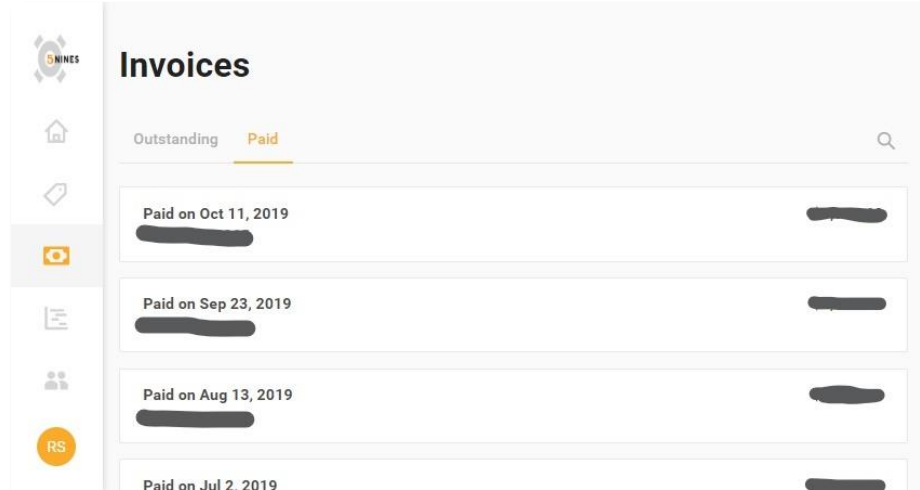 5NINES
Invoices
Outstanding Paid
Paid on Oct 11, 2019
Paid on Sep 23, 2019
Paid on Aug 13, 2019
RS
Paid on Jul 2, 2019